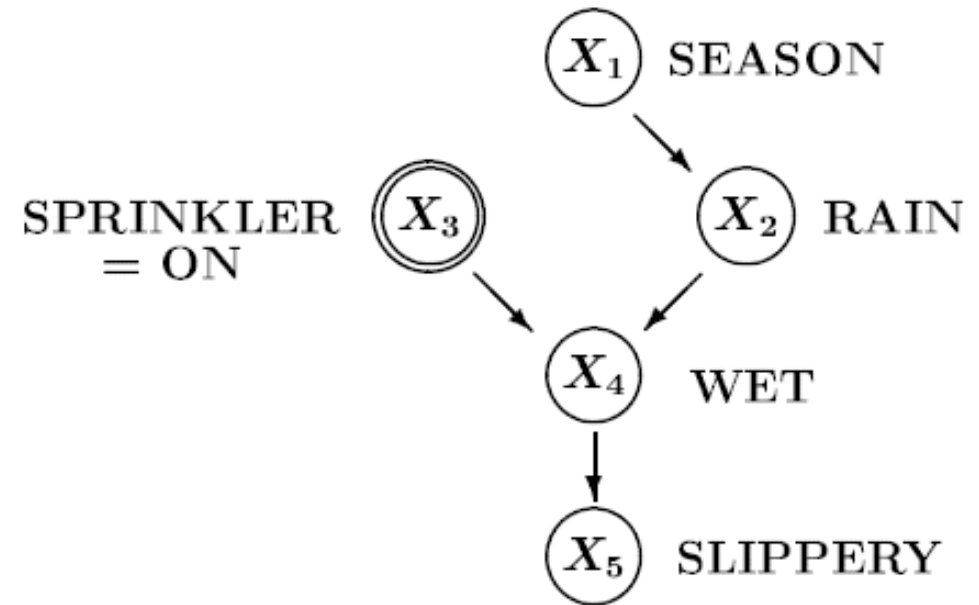 X₁ SEASON
SPRINKLER X₃ X₂ RAIN
= ON
X₄ WET
X₅ SLIPPERY